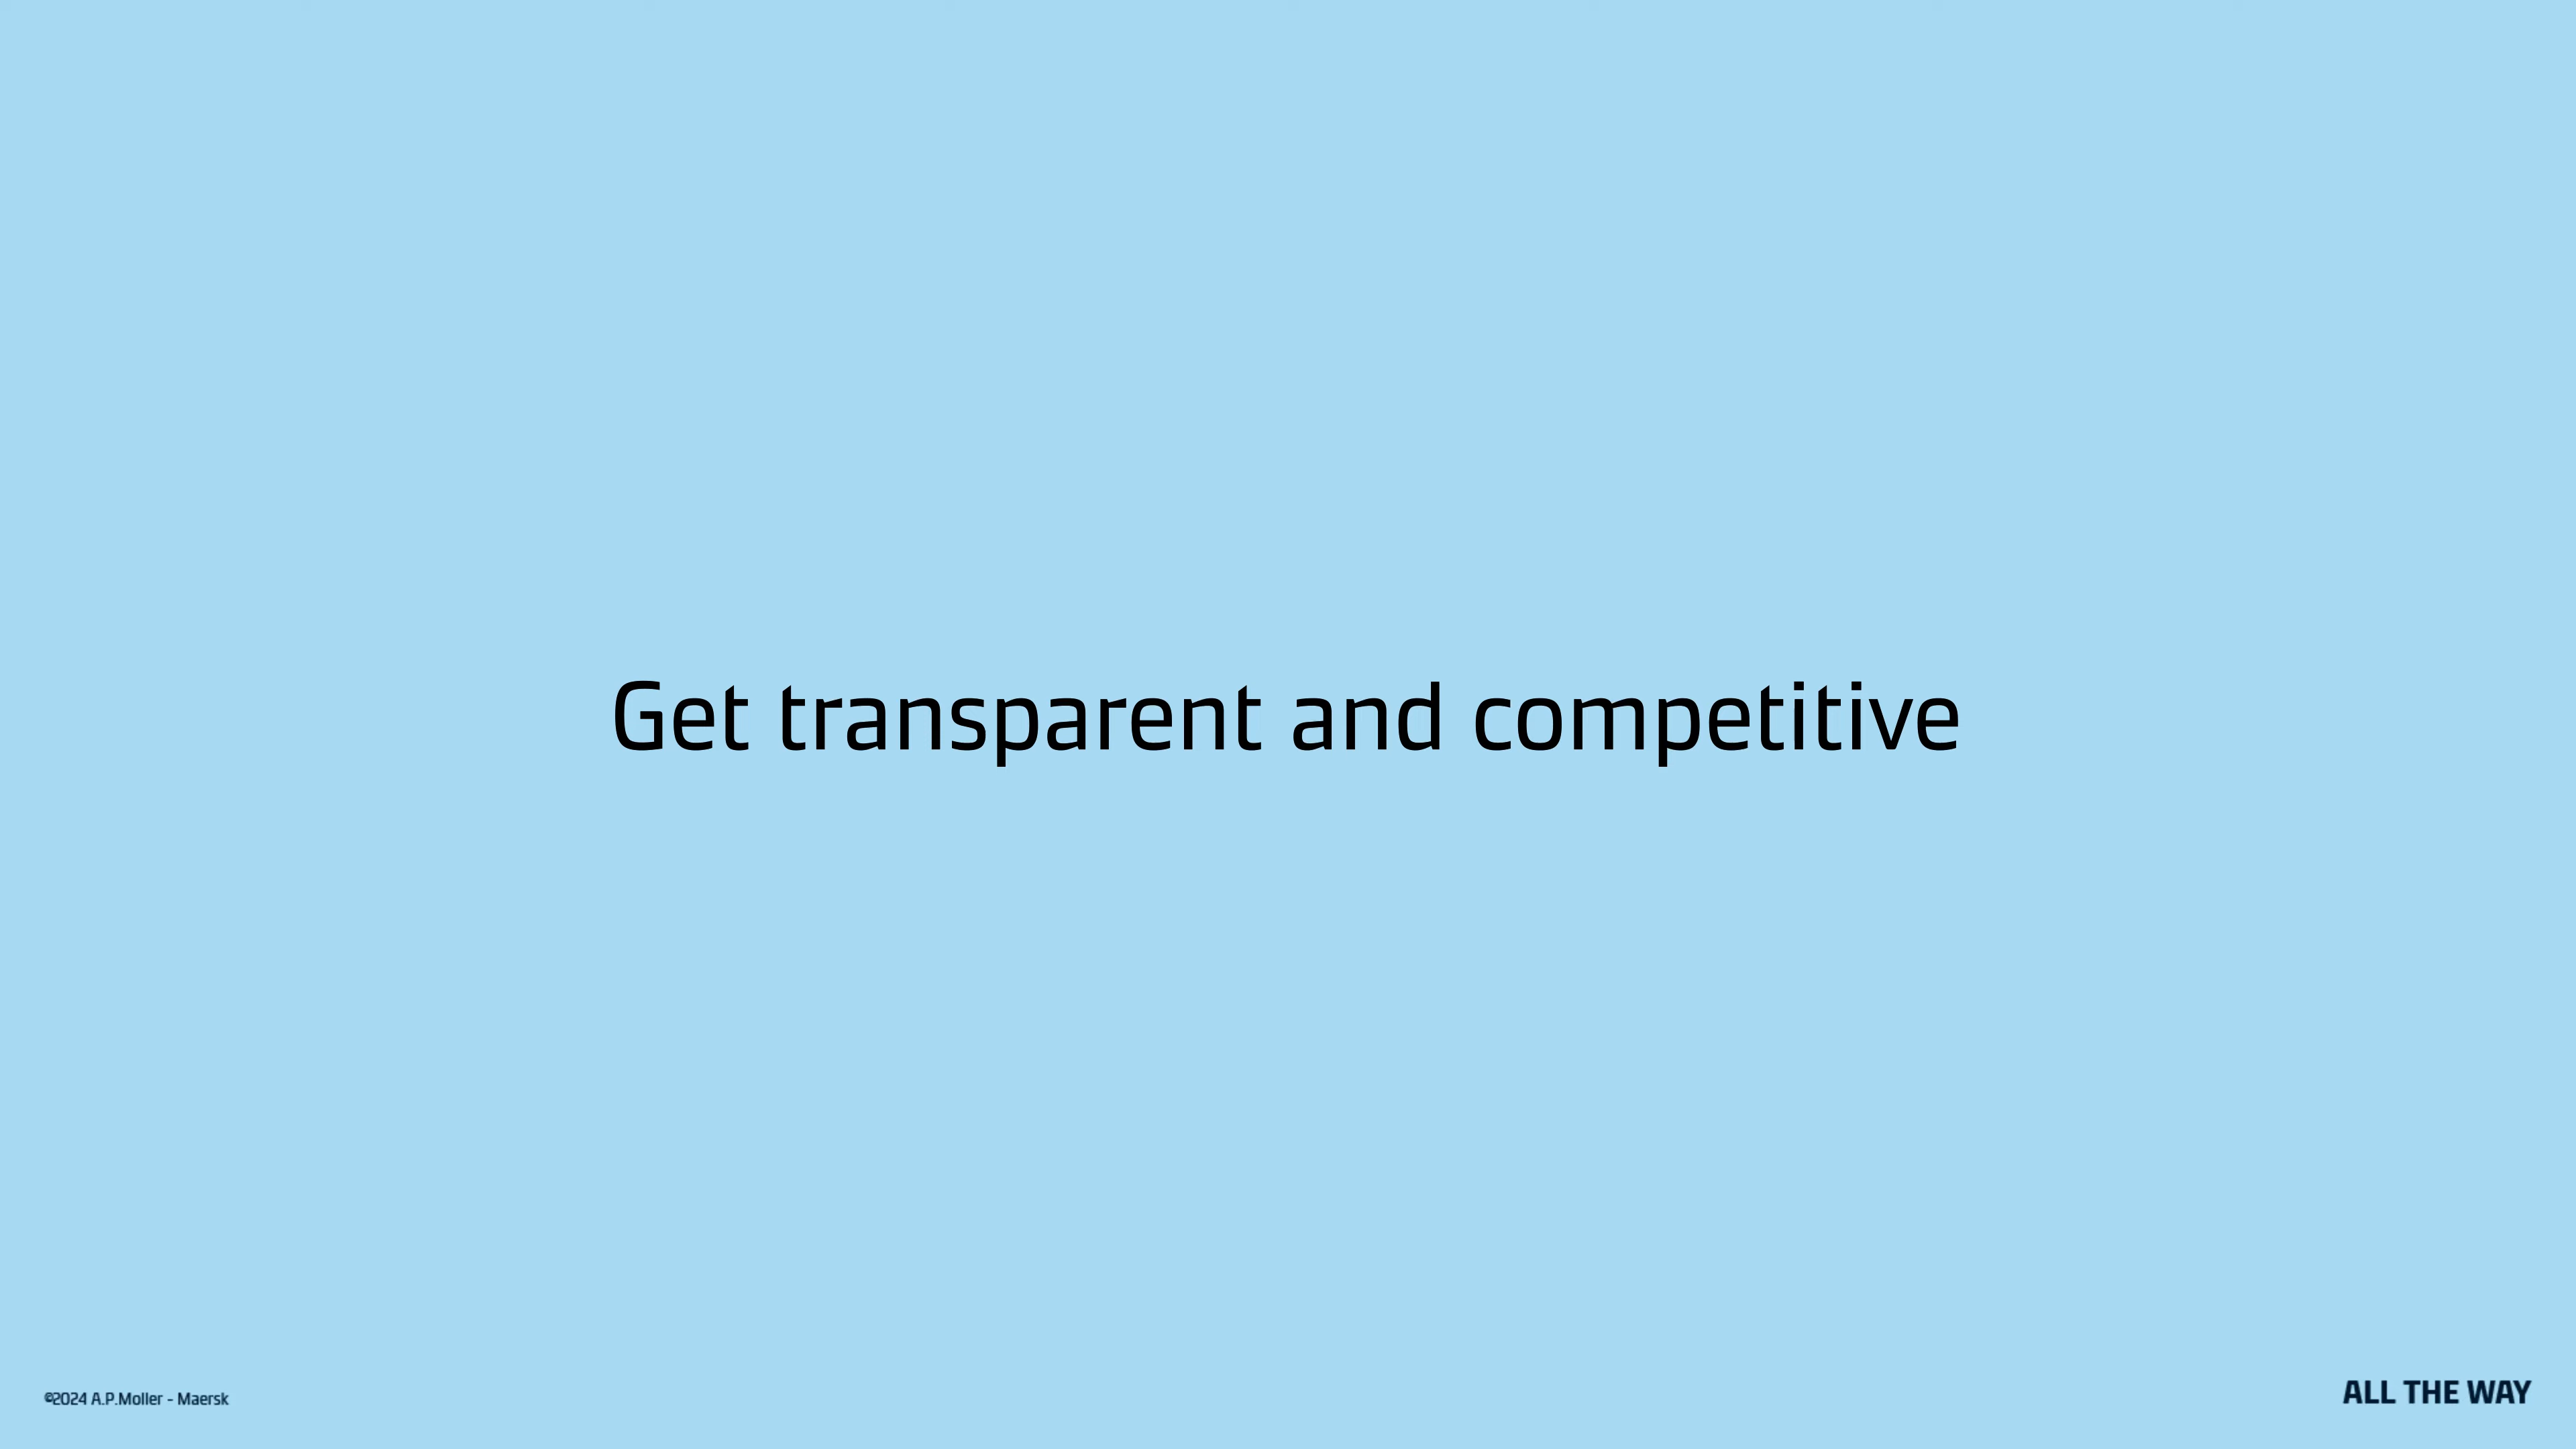 Get transparent and competitive
©2024 A.P.Moller - Maersk
ALL THE WAY